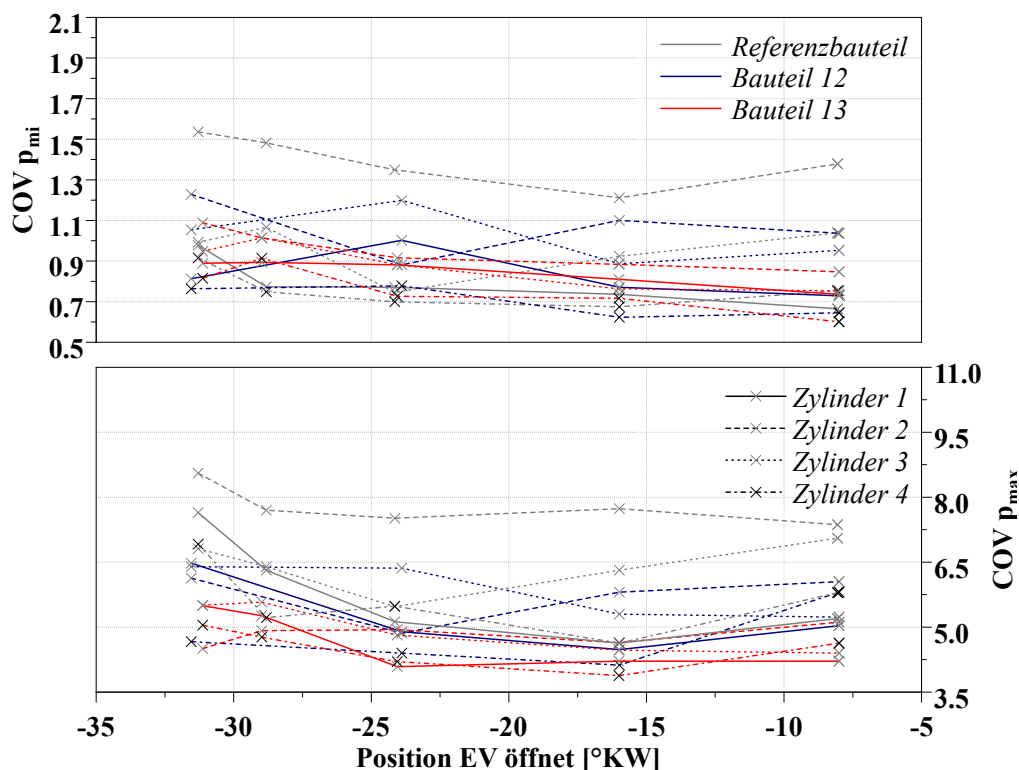 2.1
1.9
1.7
1.5
1.3
1.1
0.9
0.7
0.5
COV pmi
Referenzbauteil
Bauteil 12
Bauteil 13
11.0
9.5
8.0
6.5
5.0
3.5
COV pmax
Zylinder 1
Zylinder 2
Zylinder 3
Zylinder 4
-35 -30 -25 -20 -15 -10 -5
Position EV öffnet [°KW]